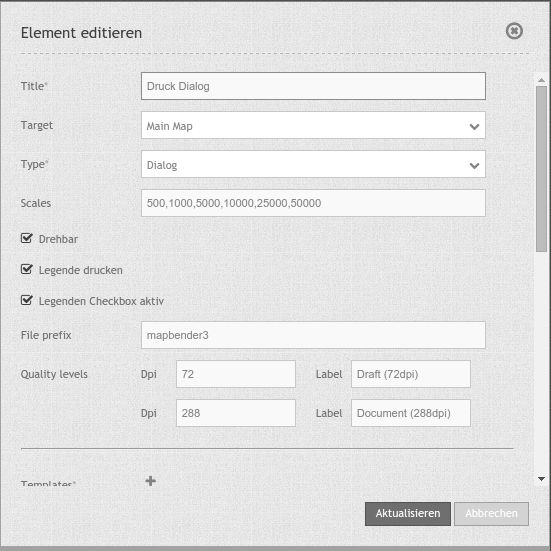 Element editieren
Title* Druck Dialog
Target Main Map
Type* Dialog
Scales 500,1000,5000,10000,25000,50000
Drehbar
Legende drucken
Legenden Checkbox aktiv
File prefix mapbender3
Quality levels Dpi 72 Label Draft (72dpi)
Dpi 288 Label Document (288dpi)
Templates*
Aktualisieren Abbrechen